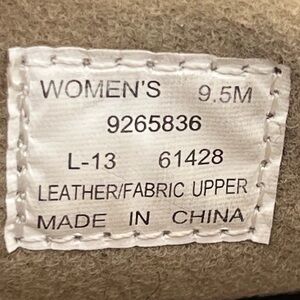 WOMEN'S 9.5M
9265836
L-13 61428
LEATHER/FABRIC UPPER
MADE IN CHINA